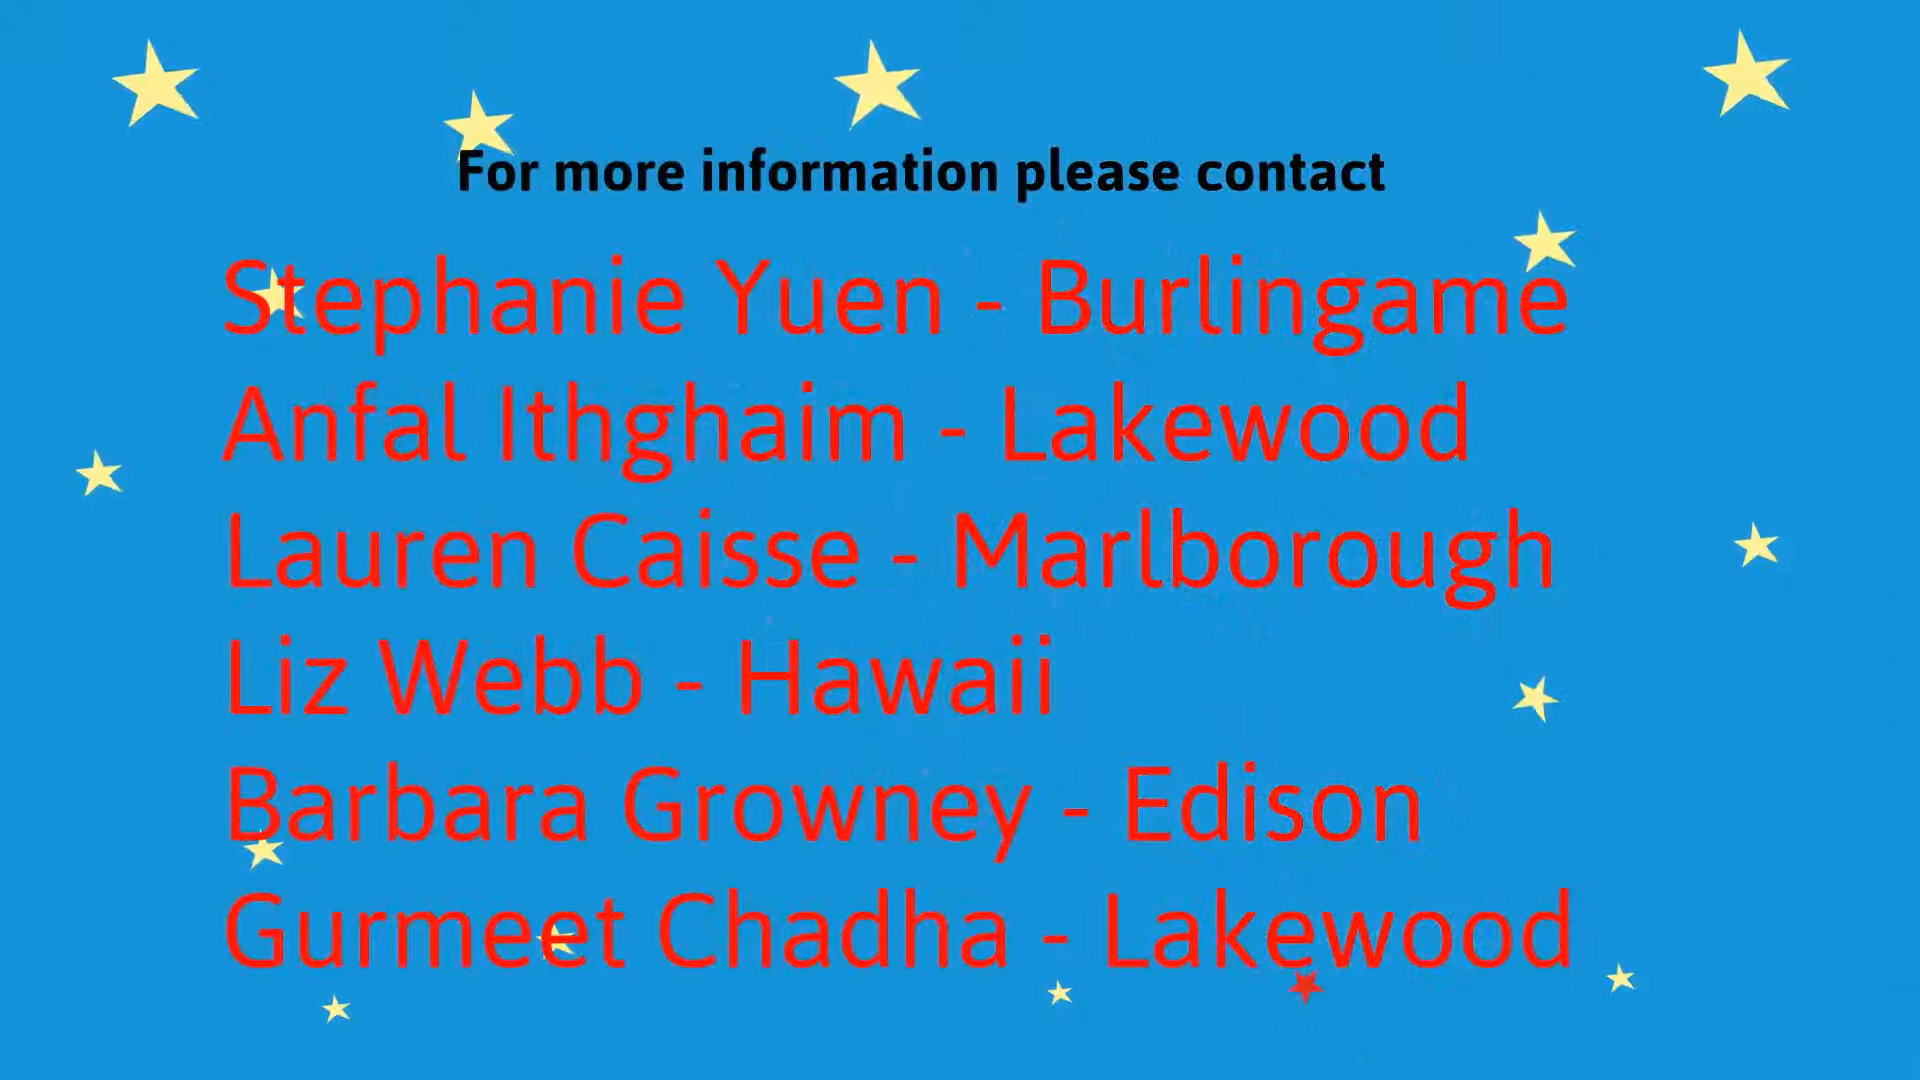 For more information please contact
Stephanie Yuen - Burlingame
Anfal Ithghaim - Lakewood
Lauren Caisse - Marlborough
Liz Webb - Hawaii
Barbara Growney - Edison
Gurmeet Chadha - Lakewood